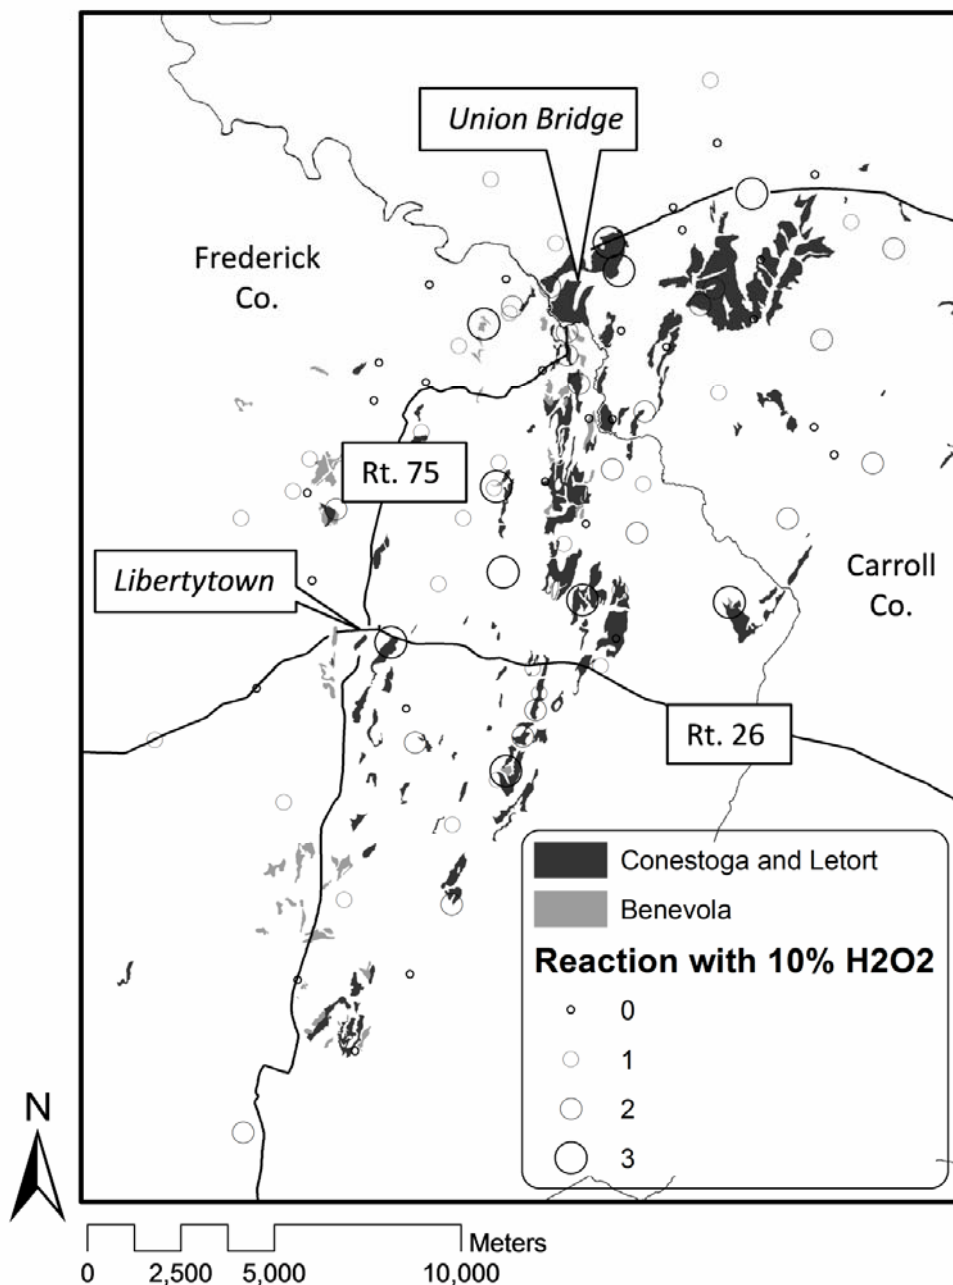 Union Bridge
Frederick
Co.
Rt. 75
Libertytown
Carroll
Co.
Rt. 26
Conestoga and Letort
Benevola
Reaction with 10% H2O2
0
1
2
3
N
Meters
0 2,500 5,000 10,000